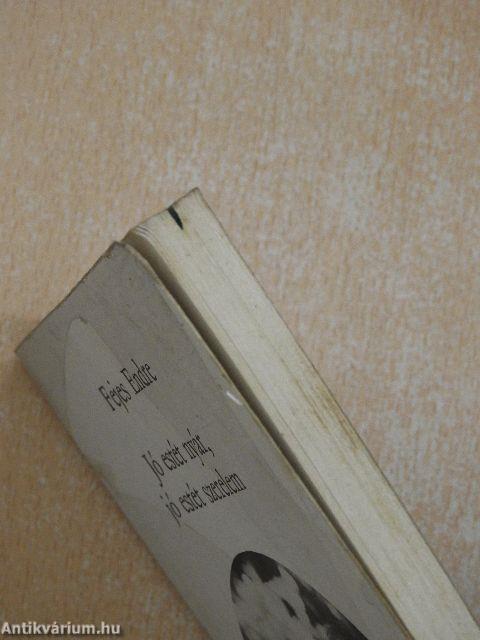 Fejes Endre
Jó estét nyár,
jó estét szerelem
Antikvárium.hu